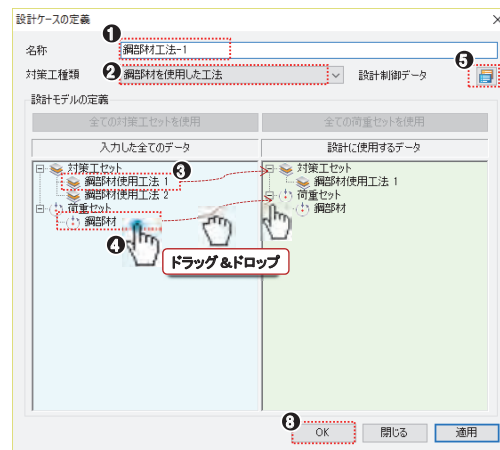 設計ケースの定義
❶
名称 鋼部材工法-1
❷ ❺
対策工種類 鋼部材を使用した工法 設計制御データ
設計モデルの定義
全ての対策工セットを使用 全ての荷重セットを使用
入力した全てのデータ 設計に使用するデータ
対策工セット ❸ 対策工セット
鋼部材使用工法 1 鋼部材使用工法 1
鋼部材使用工法 2 荷重セット
荷重セット 鋼部材
鋼部材
❹
ドラッグ&ドロップ
❽
OK 閉じる 適用